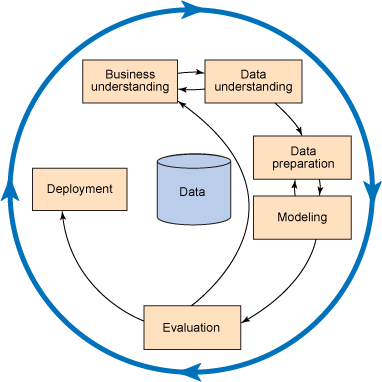 Business
understanding
Data
understanding
Data
preparation
Deployment
Data
Modeling
Evaluation